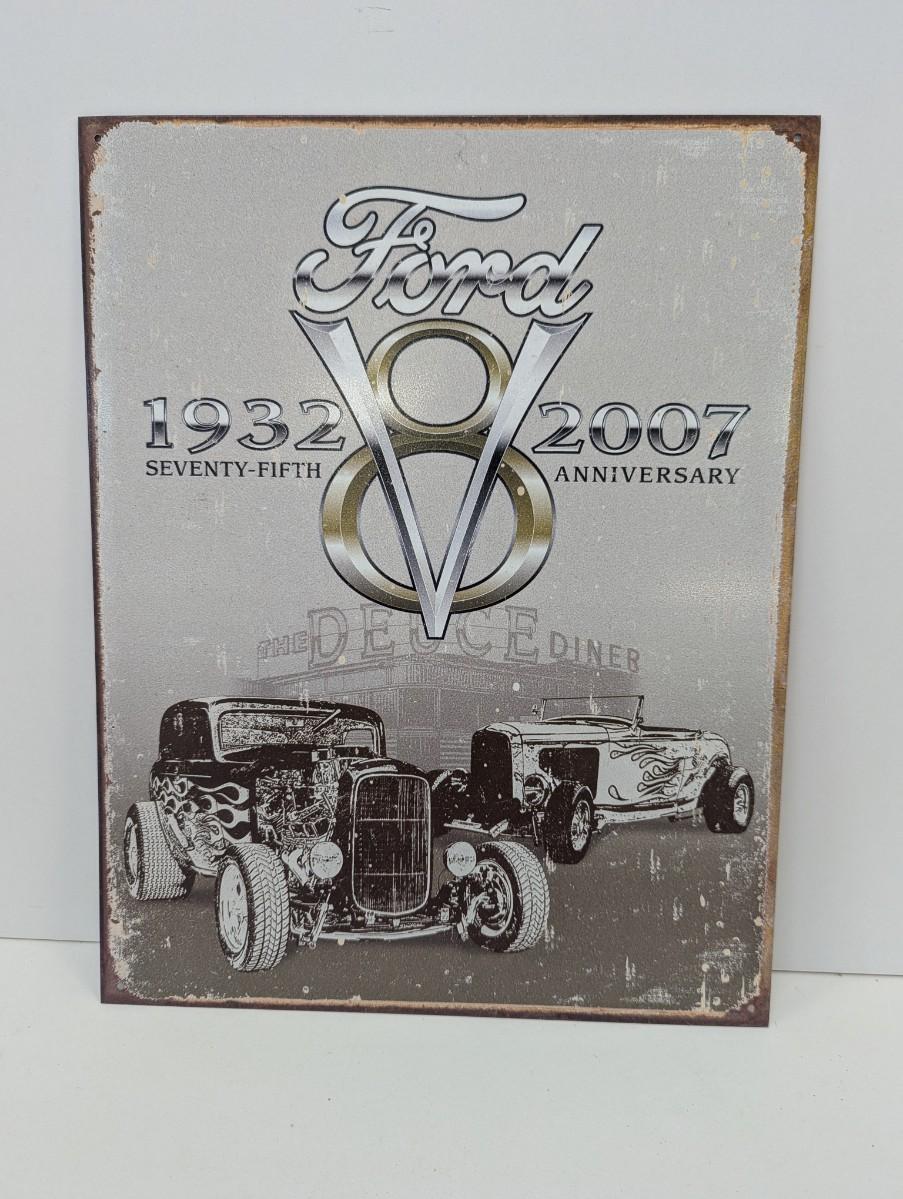 Ford
V8
1932 2007
SEVENTY-FIFTH ANNIVERSARY
THE DEUCE DINER